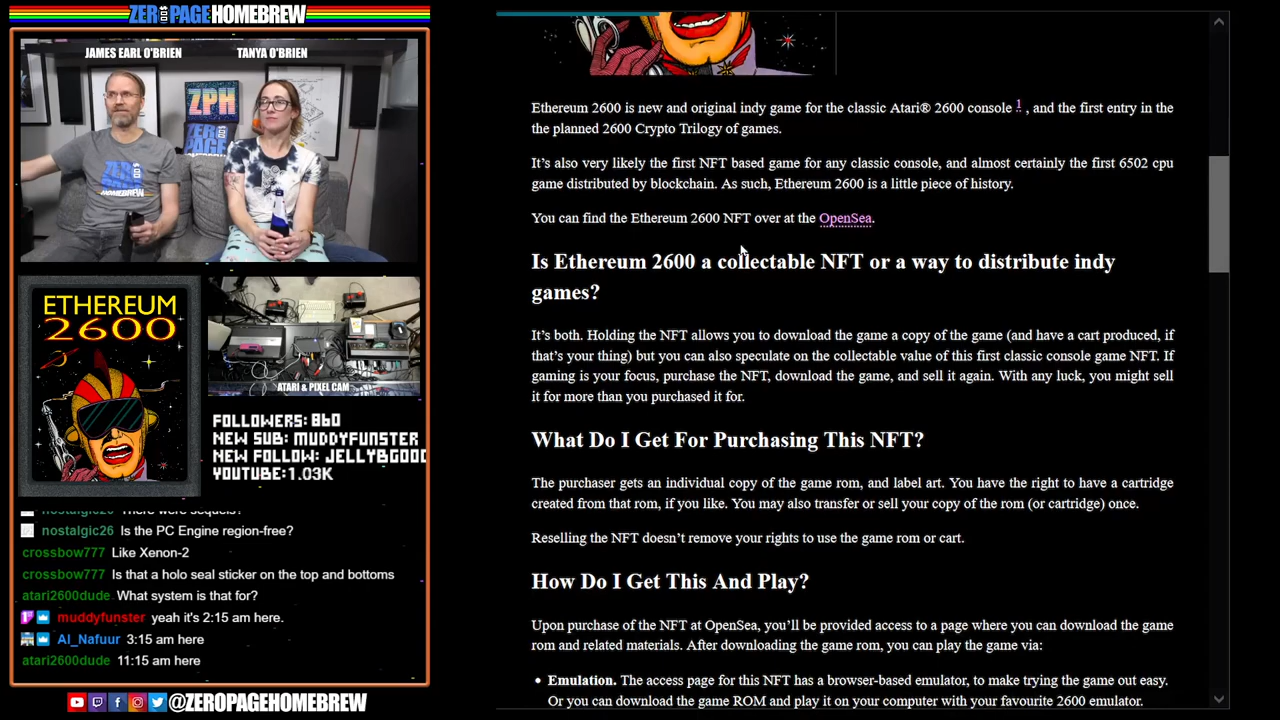 ZERO PAGE HOMEBREW
JAMES EARL O'BRIEN
TANYA O'BRIEN
ZPH
ZERO
PAGE
HOMEBREW
ETHEREUM
2600
ATARI & PIXEL CAM
FOLLOWERS: 860
NEW SUB: MUDDYFUNSTER
NEW FOLLOW: JELLYBGOOD
YOUTUBE: 1.03K
nostalgic26 There were sequels?
nostalgic26 Is the PC Engine region-free?
crossbow777 Like Xenon-2
crossbow777 Is that a holo seal sticker on the top and bottoms
atari2600dude What system is that for?
muddyfunster yeah it's 2:15 am here.
Al_Nafuur 3:15 am here
atari2600dude 11:15 am here
@ZEROPAGEHOMEBREW
Ethereum 2600 is new and original indy game for the classic Atari® 2600 console 1 , and the first entry in the
the planned 2600 Crypto Trilogy of games.
It's also very likely the first NFT based game for any classic console, and almost certainly the first 6502 cpu
game distributed by blockchain. As such, Ethereum 2600 is a little piece of history.
You can find the Ethereum 2600 NFT over at the OpenSea.
Is Ethereum 2600 a collectable NFT or a way to distribute indy
games?
It's both. Holding the NFT allows you to download the game a copy of the game (and have a cart produced, if
that's your thing) but you can also speculate on the collectable value of this first classic console game NFT. If
gaming is your focus, purchase the NFT, download the game, and sell it again. With any luck, you might sell
it for more than you purchased it for.
What Do I Get For Purchasing This NFT?
The purchaser gets an individual copy of the game rom, and label art. You have the right to have a cartridge
created from that rom, if you like. You may also transfer or sell your copy of the rom (or cartridge) once.
Reselling the NFT doesn't remove your rights to use the game rom or cart.
How Do I Get This And Play?
Upon purchase of the NFT at OpenSea, you'll be provided access to a page where you can download the game
rom and related materials. After downloading the game rom, you can play the game via:
• Emulation. The access page for this NFT has a browser-based emulator, to make trying the game out easy.
Or you can download the game ROM and play it on your computer with your favourite 2600 emulator.